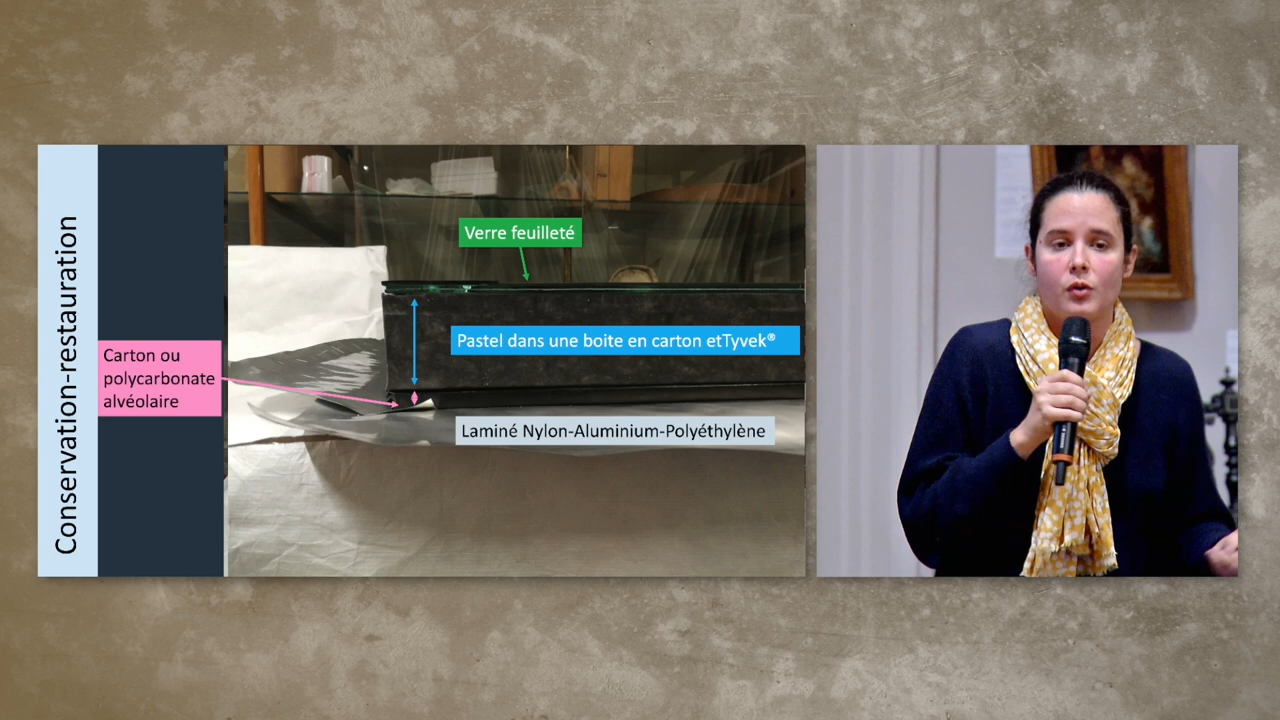 Conservation-restauration
Verre feuilleté
Pastel dans une boite en carton etTyvek®
Carton ou
polycarbonate
alvéolaire
Laminé Nylon-Aluminium-Polyéthylène